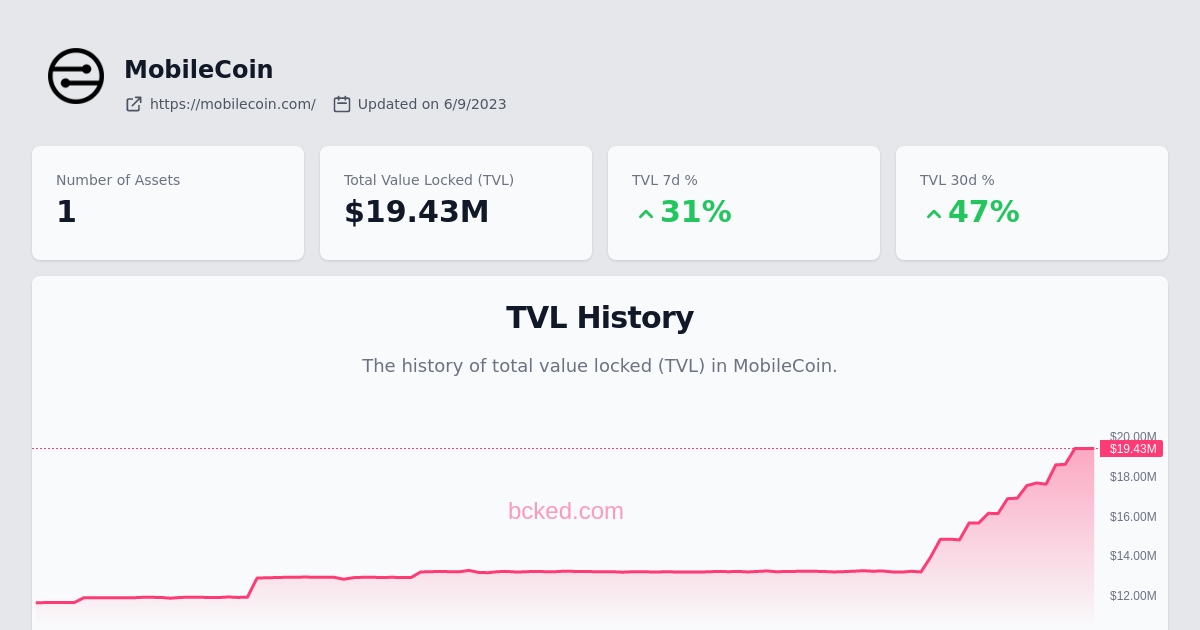 MobileCoin
https://mobilecoin.com/ Updated on 6/9/2023
Number of Assets
1
Total Value Locked (TVL)
$19.43M
TVL 7d %
31%
TVL 30d %
47%
TVL History
The history of total value locked (TVL) in MobileCoin.
$20.00M
$19.43M
$18.00M
bcked.com
$16.00M
$14.00M
$12.00M